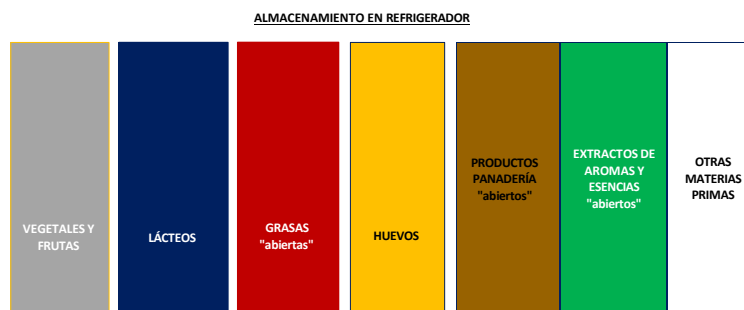 ALMACENAMIENTO EN REFRIGERADOR
VEGETALES Y
FRUTAS
LÁCTEOS
GRASAS
"abiertas"
HUEVOS
PRODUCTOS
PANADERÍA
"abiertos"
EXTRACTOS DE
AROMAS Y
ESENCIAS
"abiertos"
OTRAS
MATERIAS
PRIMAS